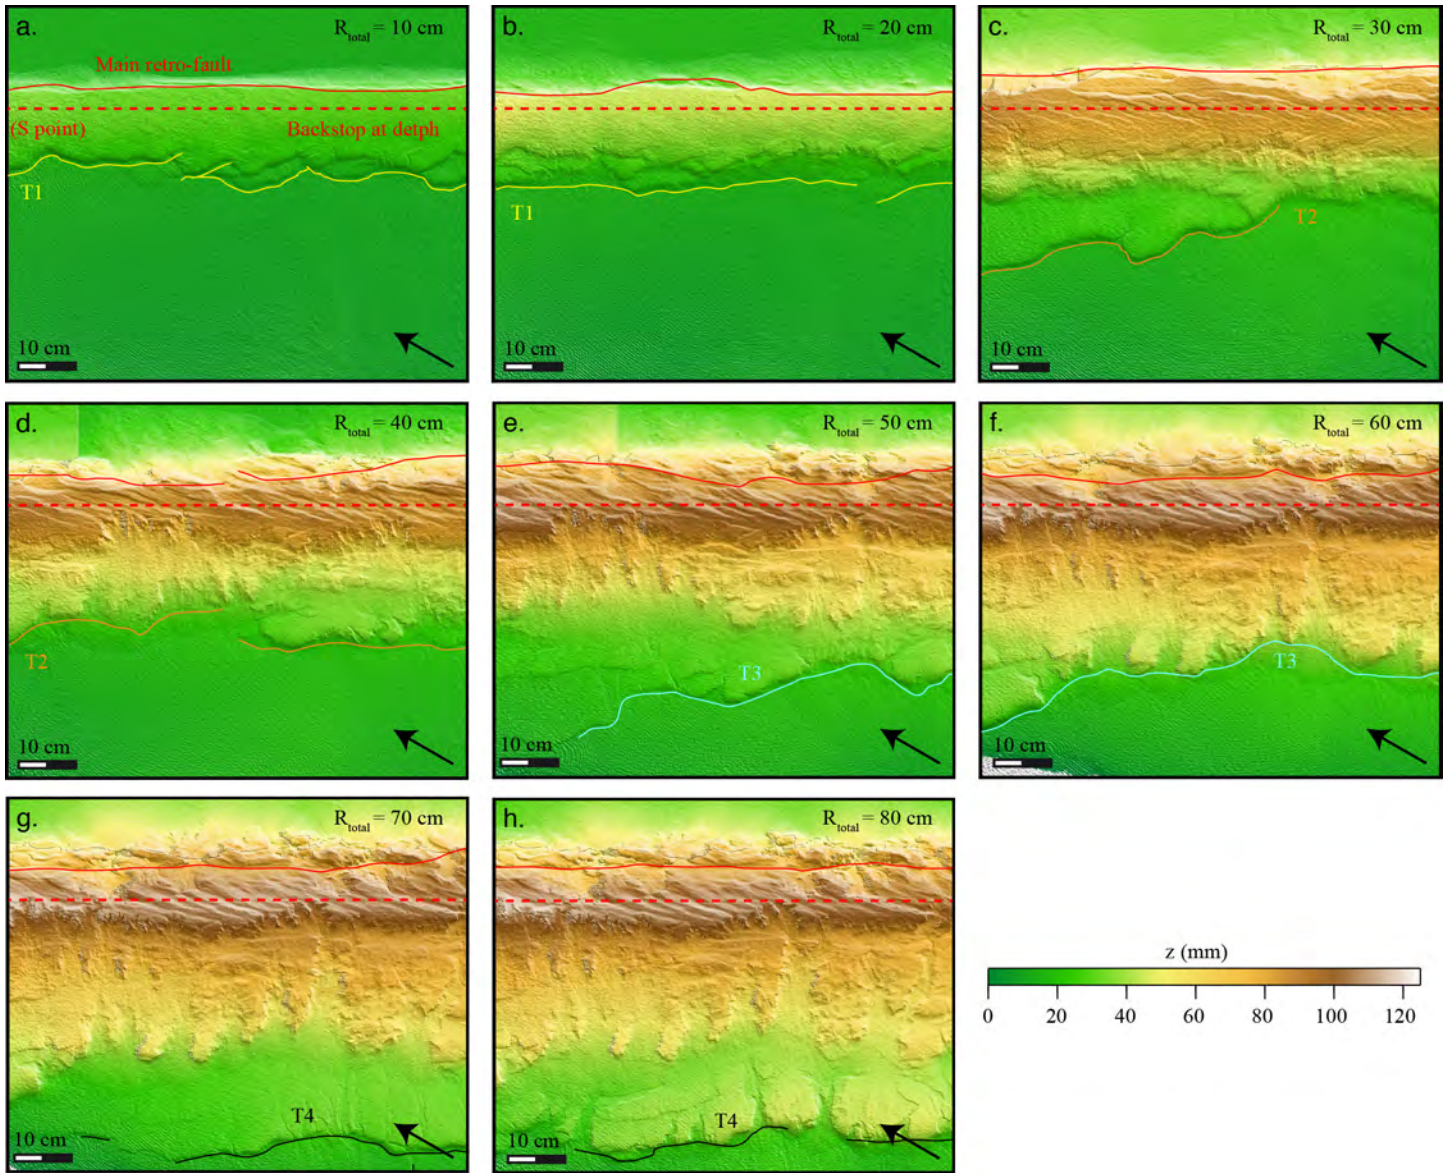 a.
R_total = 10 cm
Main retro-fault
(S point)
Backstop at detph
T1
10 cm
b.
R_total = 20 cm
T1
10 cm
c.
R_total = 30 cm
T2
10 cm
d.
R_total = 40 cm
T2
10 cm
e.
R_total = 50 cm
T3
10 cm
f.
R_total = 60 cm
T3
10 cm
g.
R_total = 70 cm
T4
10 cm
h.
R_total = 80 cm
T4
10 cm
z (mm)
0 20 40 60 80 100 120